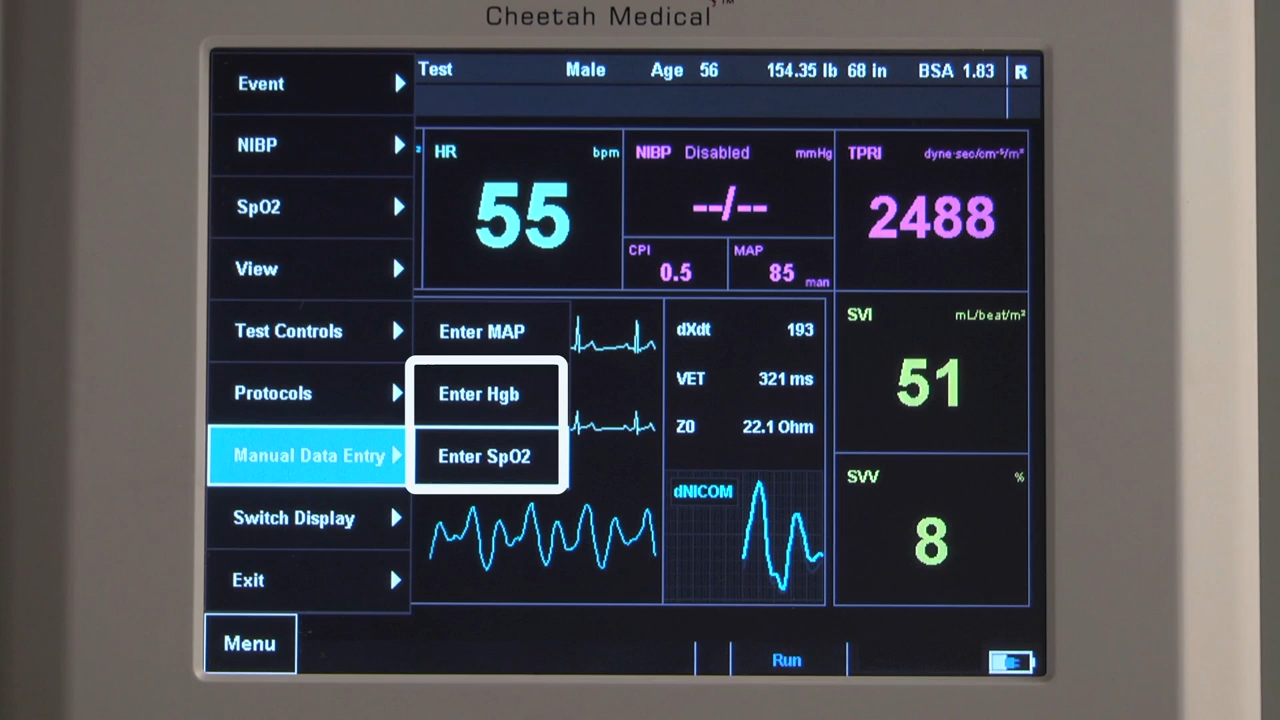 Cheetah Medical™
Test Male Age 56 154.35 lb 68 in BSA 1.83 R
Event
NIBP
SpO2
View
Test Controls
Protocols
Manual Data Entry
Switch Display
Exit
Menu
Enter MAP
Enter Hgb
Enter SpO2
HR bpm
55
NIBP Disabled mmHg
--/--
CPI
0.5
MAP
85 man
TPRI dyne·sec/cm⁻⁵/m²
2488
dXdt 193
VET 321 ms
Z0 22.1 Ohm
dNICOM
SVI mL/beat/m²
51
SVV %
8
Run